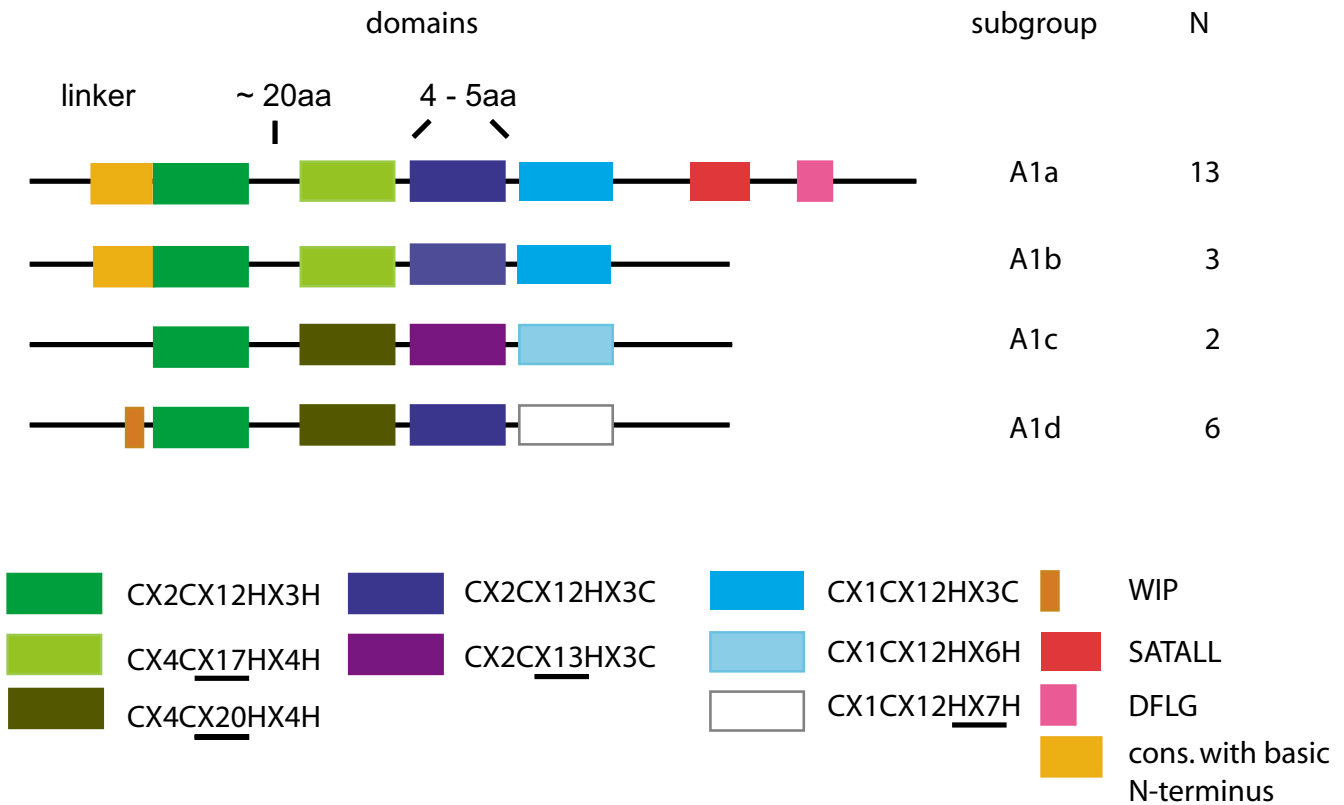 domains subgroup N
linker ~ 20aa 4 - 5aa
A1a 13
A1b 3
A1c 2
A1d 6
CX2CX12HX3H CX2CX12HX3C CX1CX12HX3C WIP
CX4CX17HX4H CX2CX13HX3C CX1CX12HX6H SATALL
CX4CX20HX4H CX1CX12HX7H DFLG
cons. with basic
N-terminus